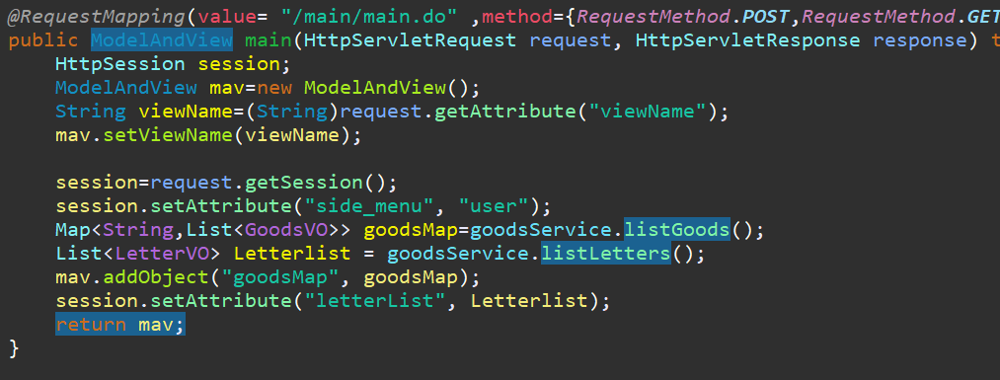 @RequestMapping(value= "/main/main.do" ,method={RequestMethod.POST,RequestMethod.GET
public ModelAndView main(HttpServletRequest request, HttpServletResponse response) t
HttpSession session;
ModelAndView mav=new ModelAndView();
String viewName=(String)request.getAttribute("viewName");
mav.setViewName(viewName);
session=request.getSession();
session.setAttribute("side_menu", "user");
Map<String,List<GoodsVO>> goodsMap=goodsService.listGoods();
List<LetterVO> Letterlist = goodsService.listLetters();
mav.addObject("goodsMap", goodsMap);
session.setAttribute("letterList", Letterlist);
return mav;
}